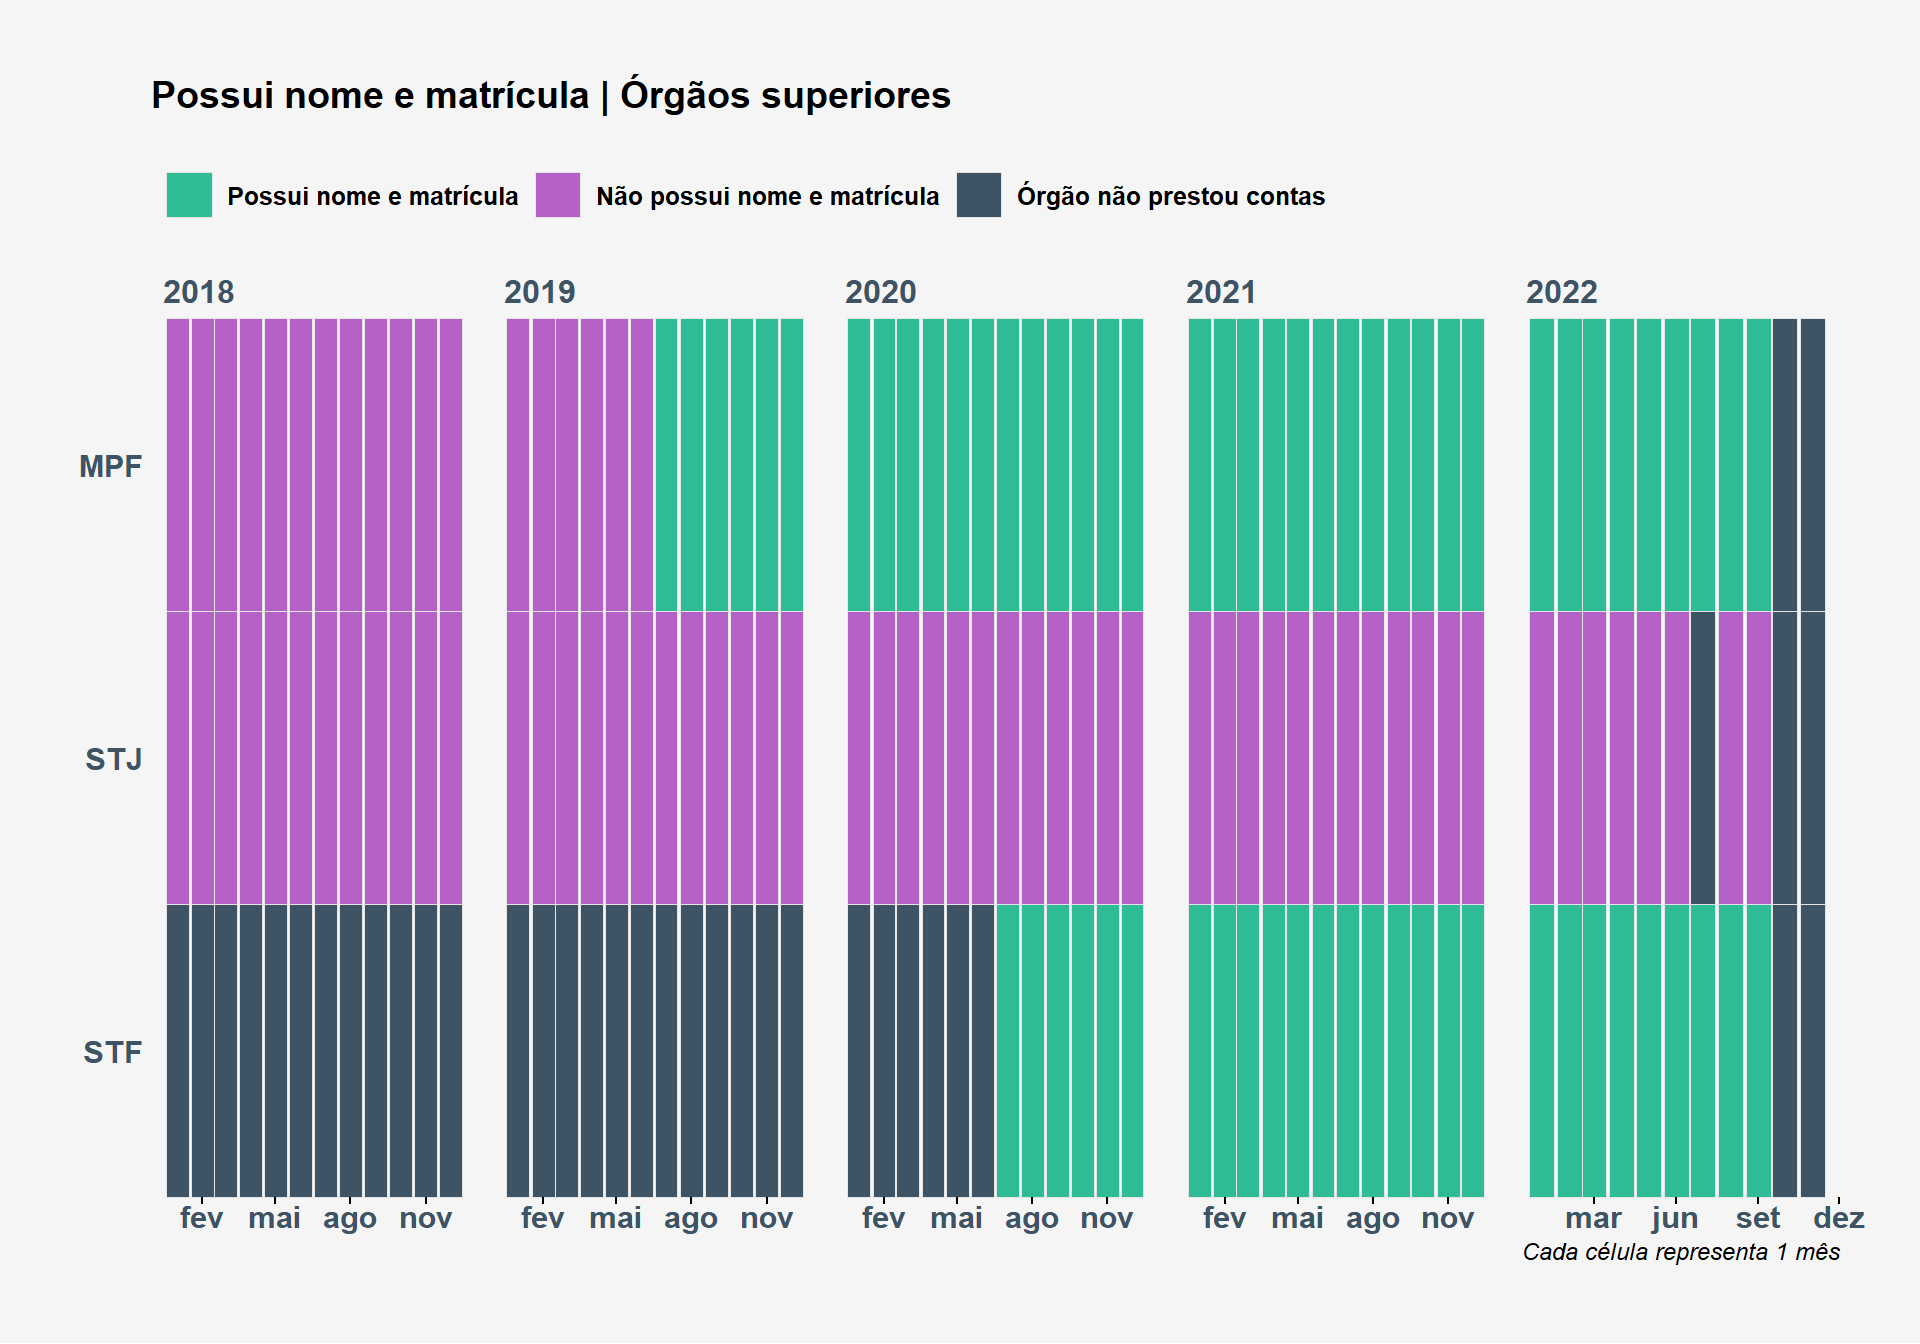 Possui nome e matrícula | Órgãos superiores
Possui nome e matrícula Não possui nome e matrícula Órgão não prestou contas
2018 2019 2020 2021 2022
MPF
STJ
STF
fev mai ago nov fev mai ago nov fev mai ago nov fev mai ago nov mar jun set dez
Cada célula representa 1 mês